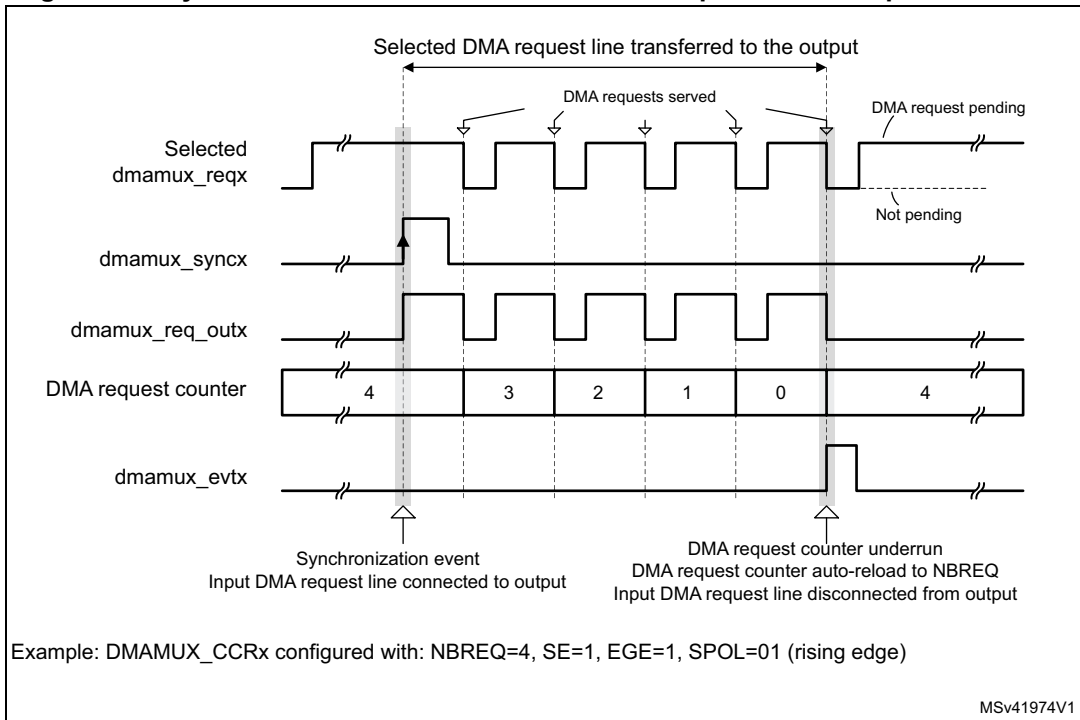 Selected DMA request line transferred to the output
DMA requests served
DMA request pending
Selected
dmamux_reqx
Not pending
dmamux_syncx
dmamux_req_outx
DMA request counter
4
3
2
1
0
4
dmamux_evtx
Synchronization event
Input DMA request line connected to output
DMA request counter underrun
DMA request counter auto-reload to NBREQ
Input DMA request line disconnected from output
Example: DMAMUX_CCRx configured with: NBREQ=4, SE=1, EGE=1, SPOL=01 (rising edge)
MSv41974V1